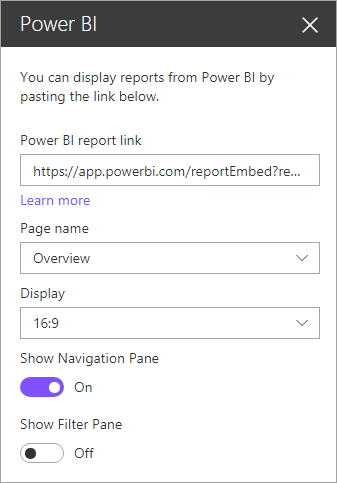 Power BI
You can display reports from Power BI by
pasting the link below.
Power BI report link
https://app.powerbi.com/reportEmbed?re...
Learn more
Page name
Overview
Display
16:9
Show Navigation Pane
On
Show Filter Pane
Off